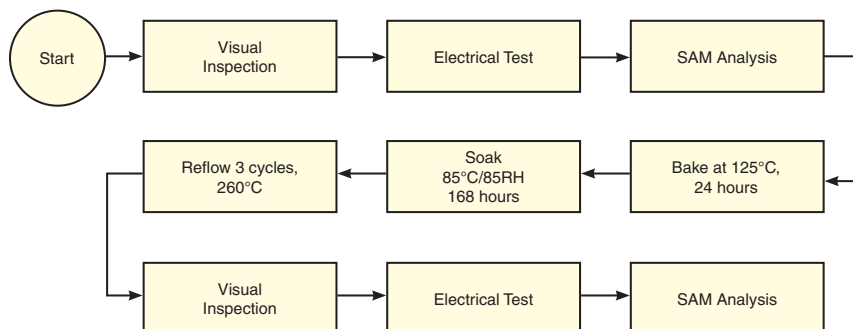 Start
Visual
Inspection
Electrical Test
SAM Analysis
Reflow 3 cycles,
260°C
Soak
85°C/85RH
168 hours
Bake at 125°C,
24 hours
Visual
Inspection
Electrical Test
SAM Analysis